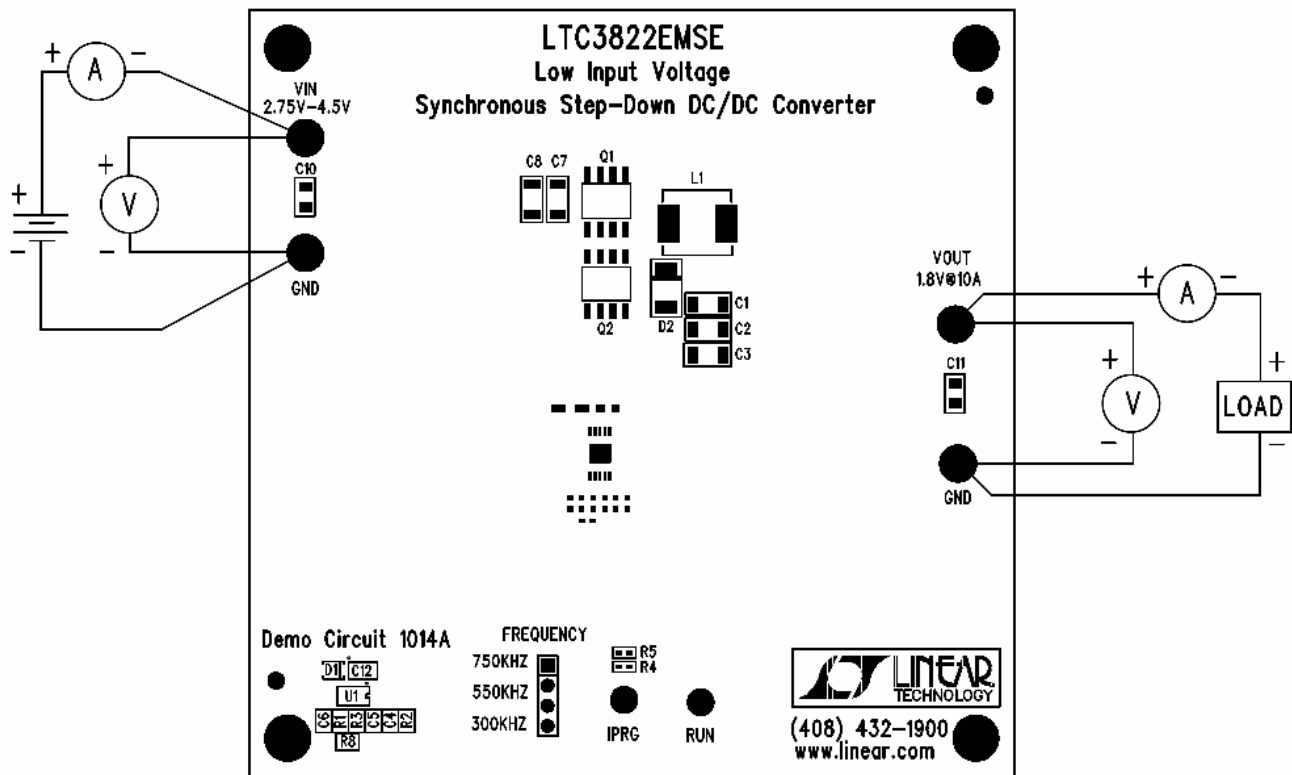 LTC3822EMSE
Low Input Voltage
Synchronous Step-Down DC/DC Converter
+ A -
VIN
2.75V-4.5V
+ V -
+
-
C10
GND
C8 C7
Q1
L1
Q2
D2
C1
C2
C3
VOUT
1.8V@10A
+ A -
C11
+ V -
+
LOAD
-
GND
Demo Circuit 1014A
D1 C12
U1
C6 R1 R3 C5 C4 R2
R8
FREQUENCY
750KHZ
550KHZ
300KHZ
R5
R4
IPRG
RUN
LINEAR
TECHNOLOGY
(408) 432-1900
www.linear.com